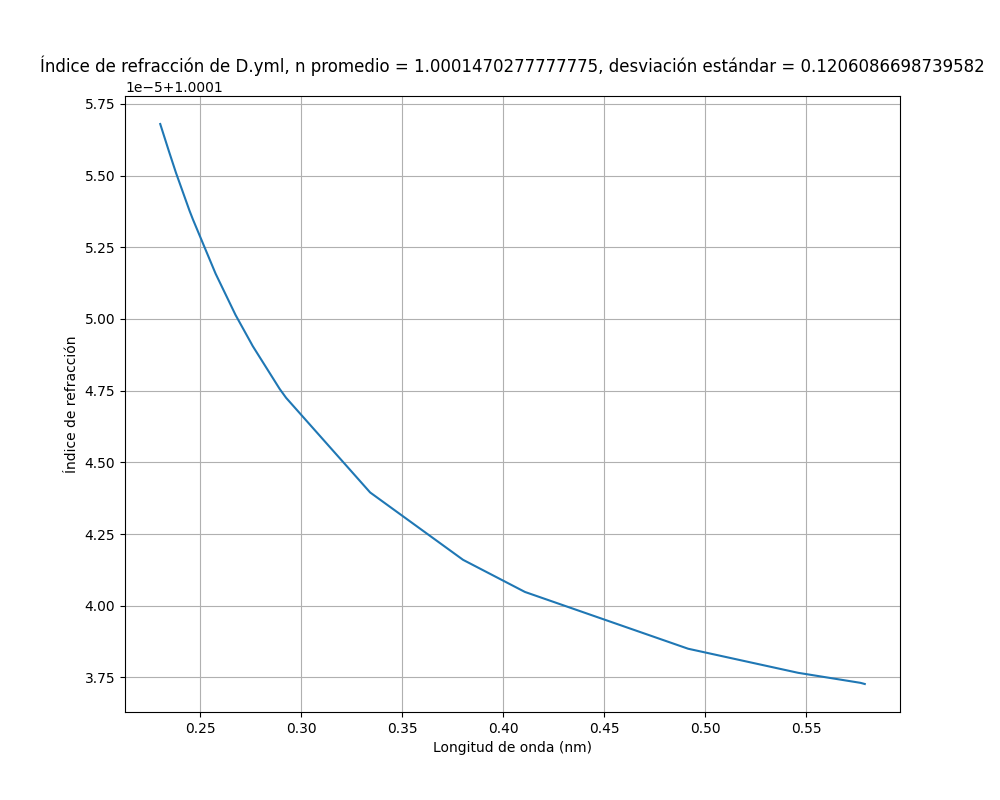 Índice de refracción de D.yml, n promedio = 1.0001470277777775, desviación estándar = 0.1206086698739582
1e−5+1.0001
5.75
5.50
5.25
5.00
4.75
4.50
4.25
4.00
3.75
Índice de refracción
0.25 0.30 0.35 0.40 0.45 0.50 0.55
Longitud de onda (nm)